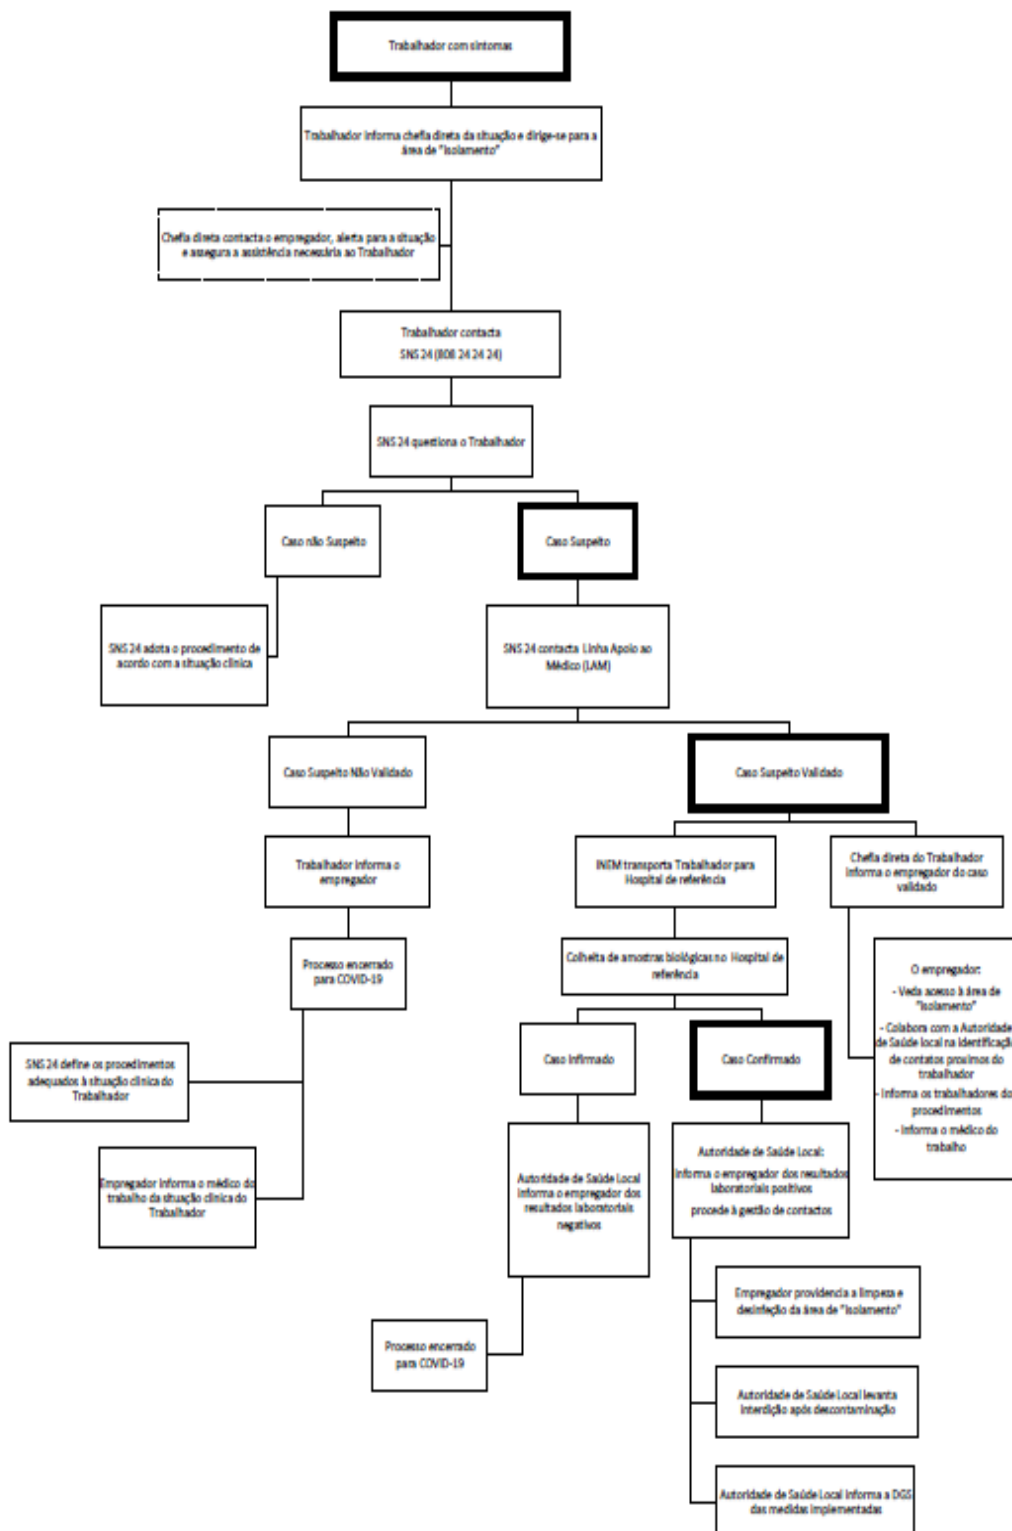 Trabalhador com sintomas
Trabalhador informa chefia direta da situação e dirige-se para a
área de "isolamento"
Chefia direta contacta o empregador, alerta para a situação
e assegura a assistência necessária ao Trabalhador
Trabalhador contacta
SNS 24 (808 24 24 24)
SNS 24 questiona o Trabalhador
Caso não Suspeito
Caso Suspeito
SNS 24 adota o procedimento de
acordo com a situação clínica
SNS 24 contacta Linha Apoio ao
Médico (LAM)
Caso Suspeito Não Validado
Caso Suspeito Validado
Trabalhador informa o
empregador
INEM transporta Trabalhador para
Hospital de referência
Chefia direta do Trabalhador
informa o empregador do caso
validado
Processo encerrado
para COVID-19
Colheita de amostras biológicas no Hospital de
referência
O empregador:
- Veda acesso à área de
"isolamento"
- Colabora com a Autoridade
de Saúde local na identificação
de contatos proximos do
trabalhador
- Informa os trabalhadores dos
procedimentos
- Informa o médico do
trabalho
SNS 24 define os procedimentos
adequados à situação clínica do
Trabalhador
Caso Infirmado
Caso Confirmado
Empregador informa o médico do
trabalho da situação clínica do
Trabalhador
Autoridade de Saúde Local
informa o empregador dos
resultados laboratoriais
negativos
Autoridade de Saúde Local:
informa o empregador dos resultados
laboratoriais positivos
procede à gestão de contactos
Processo encerrado
para COVID-19
Empregador providencia a limpeza e
desinfeção da área de "isolamento"
Autoridade de Saúde Local levanta
interdição após descontaminação
Autoridade de Saúde Local informa a DGS
das medidas implementadas